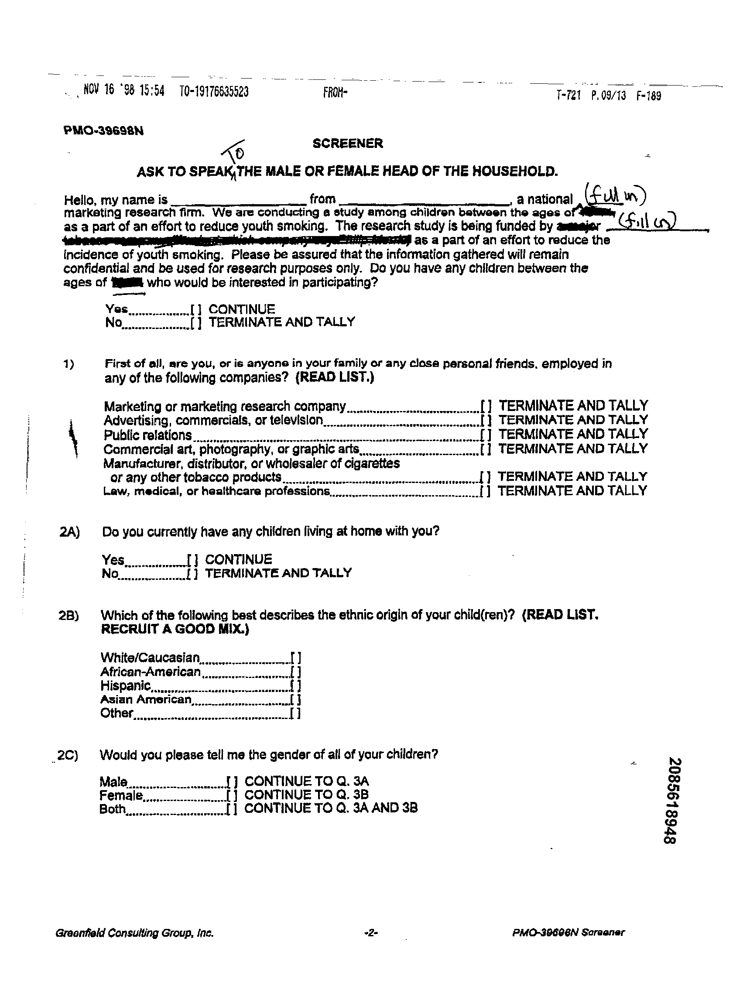 NOV 16 '98 15:54 TO-19176635523 FROM- T-721 P.09/13 F-189
PMO-39698N
SCREENER
TO
ASK TO SPEAK THE MALE OR FEMALE HEAD OF THE HOUSEHOLD.
Hello, my name is ____________ from ____________, a national (fill in)
marketing research firm. We are conducting a study among children between the ages of
as a part of an effort to reduce youth smoking. The research study is being funded by a major (fill in)
as a part of an effort to reduce the
incidence of youth smoking. Please be assured that the information gathered will remain
confidential and be used for research purposes only. Do you have any children between the
ages of who would be interested in participating?
Yes....................[ ] CONTINUE
No.....................[ ] TERMINATE AND TALLY
1) First of all, are you, or is anyone in your family or any close personal friends, employed in
any of the following companies? (READ LIST.)
Marketing or marketing research company....................[ ] TERMINATE AND TALLY
Advertising, commercials, or television....................[ ] TERMINATE AND TALLY
Public relations....................[ ] TERMINATE AND TALLY
Commercial art, photography, or graphic arts....................[ ] TERMINATE AND TALLY
Manufacturer, distributor, or wholesaler of cigarettes
or any other tobacco products....................[ ] TERMINATE AND TALLY
Law, medical, or healthcare professions....................[ ] TERMINATE AND TALLY
2A) Do you currently have any children living at home with you?
Yes....................[ ] CONTINUE
No.....................[ ] TERMINATE AND TALLY
2B) Which of the following best describes the ethnic origin of your child(ren)? (READ LIST.
RECRUIT A GOOD MIX.)
White/Caucasian....................[ ]
African-American....................[ ]
Hispanic....................[ ]
Asian American....................[ ]
Other....................[ ]
2C) Would you please tell me the gender of all of your children?
Male....................[ ] CONTINUE TO Q. 3A
Female....................[ ] CONTINUE TO Q. 3B
Both....................[ ] CONTINUE TO Q. 3A AND 3B
2085618948
Greenfield Consulting Group, Inc. -2- PMO-39698N Screener